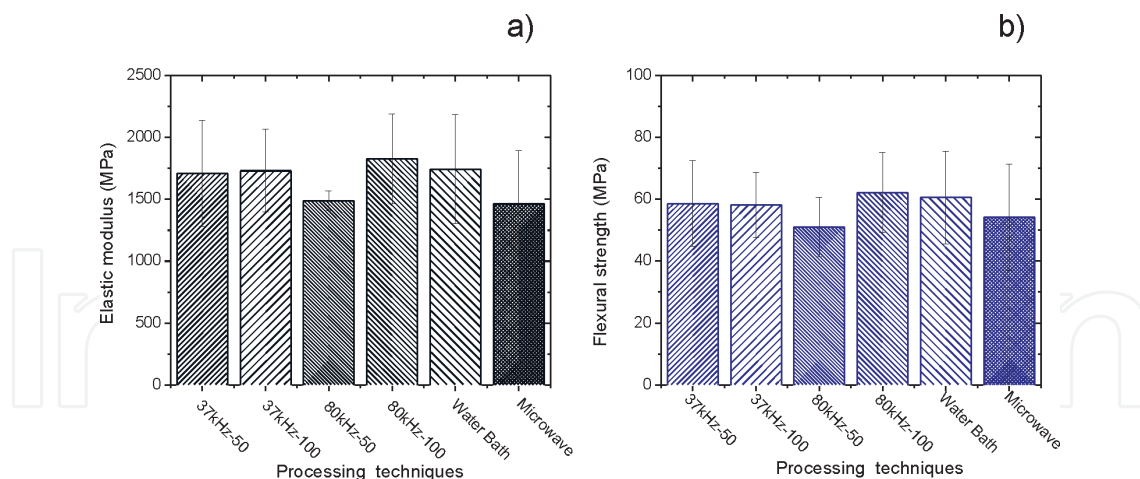 a)
2500
2000
1500
1000
500
0
Elastic modulus (MPa)
37kHz-50
37kHz-100
80kHz-50
80kHz-100
Water Bath
Microwave
Processing techniques
b)
100
80
60
40
20
0
Flexural strength (MPa)
37kHz-50
37kHz-100
80kHz-50
80kHz-100
Water Bath
Microwave
Processing techniques